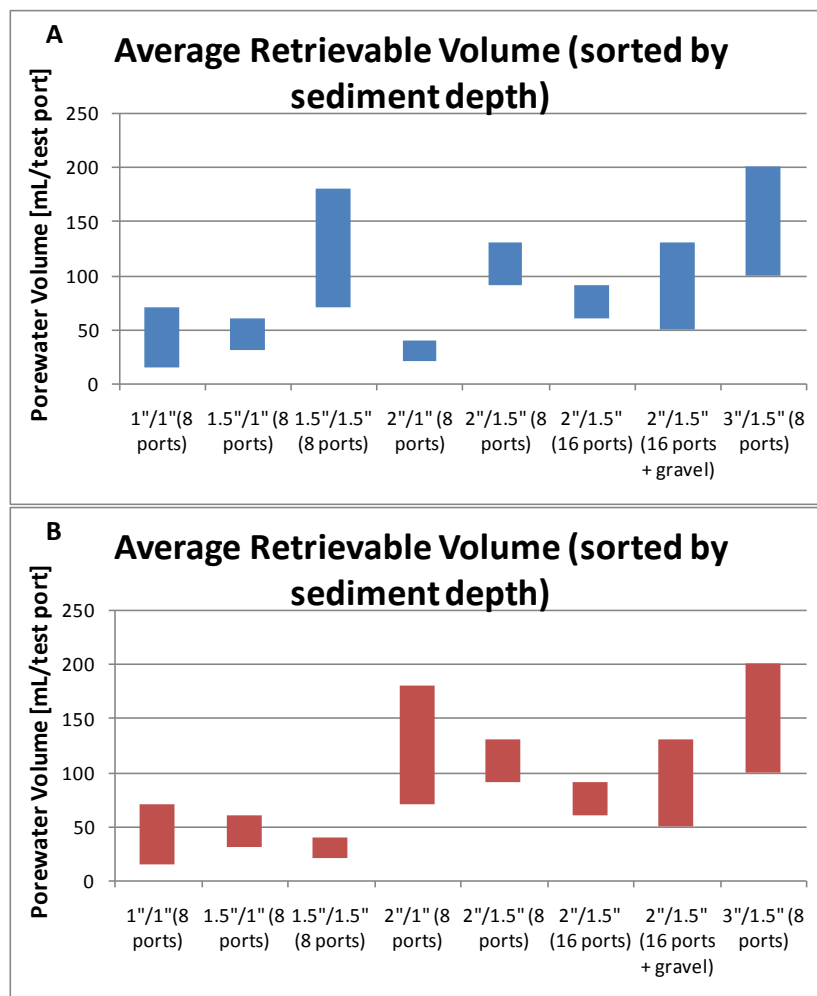 A
Average Retrievable Volume (sorted by
sediment depth)
Porewater Volume [mL/test port]
250
200
150
100
50
0
1"/1"(8
ports)
1.5"/1" (8
ports)
1.5"/1.5"
(8 ports)
2"/1" (8
ports)
2"/1.5" (8
ports)
2"/1.5"
(16 ports)
2"/1.5"
(16 ports
+ gravel)
3"/1.5" (8
ports)
B
Average Retrievable Volume (sorted by
sediment depth)
Porewater Volume [mL/test port]
250
200
150
100
50
0
1"/1"(8
ports)
1.5"/1" (8
ports)
1.5"/1.5"
(8 ports)
2"/1" (8
ports)
2"/1.5" (8
ports)
2"/1.5"
(16 ports)
2"/1.5"
(16 ports
+ gravel)
3"/1.5" (8
ports)